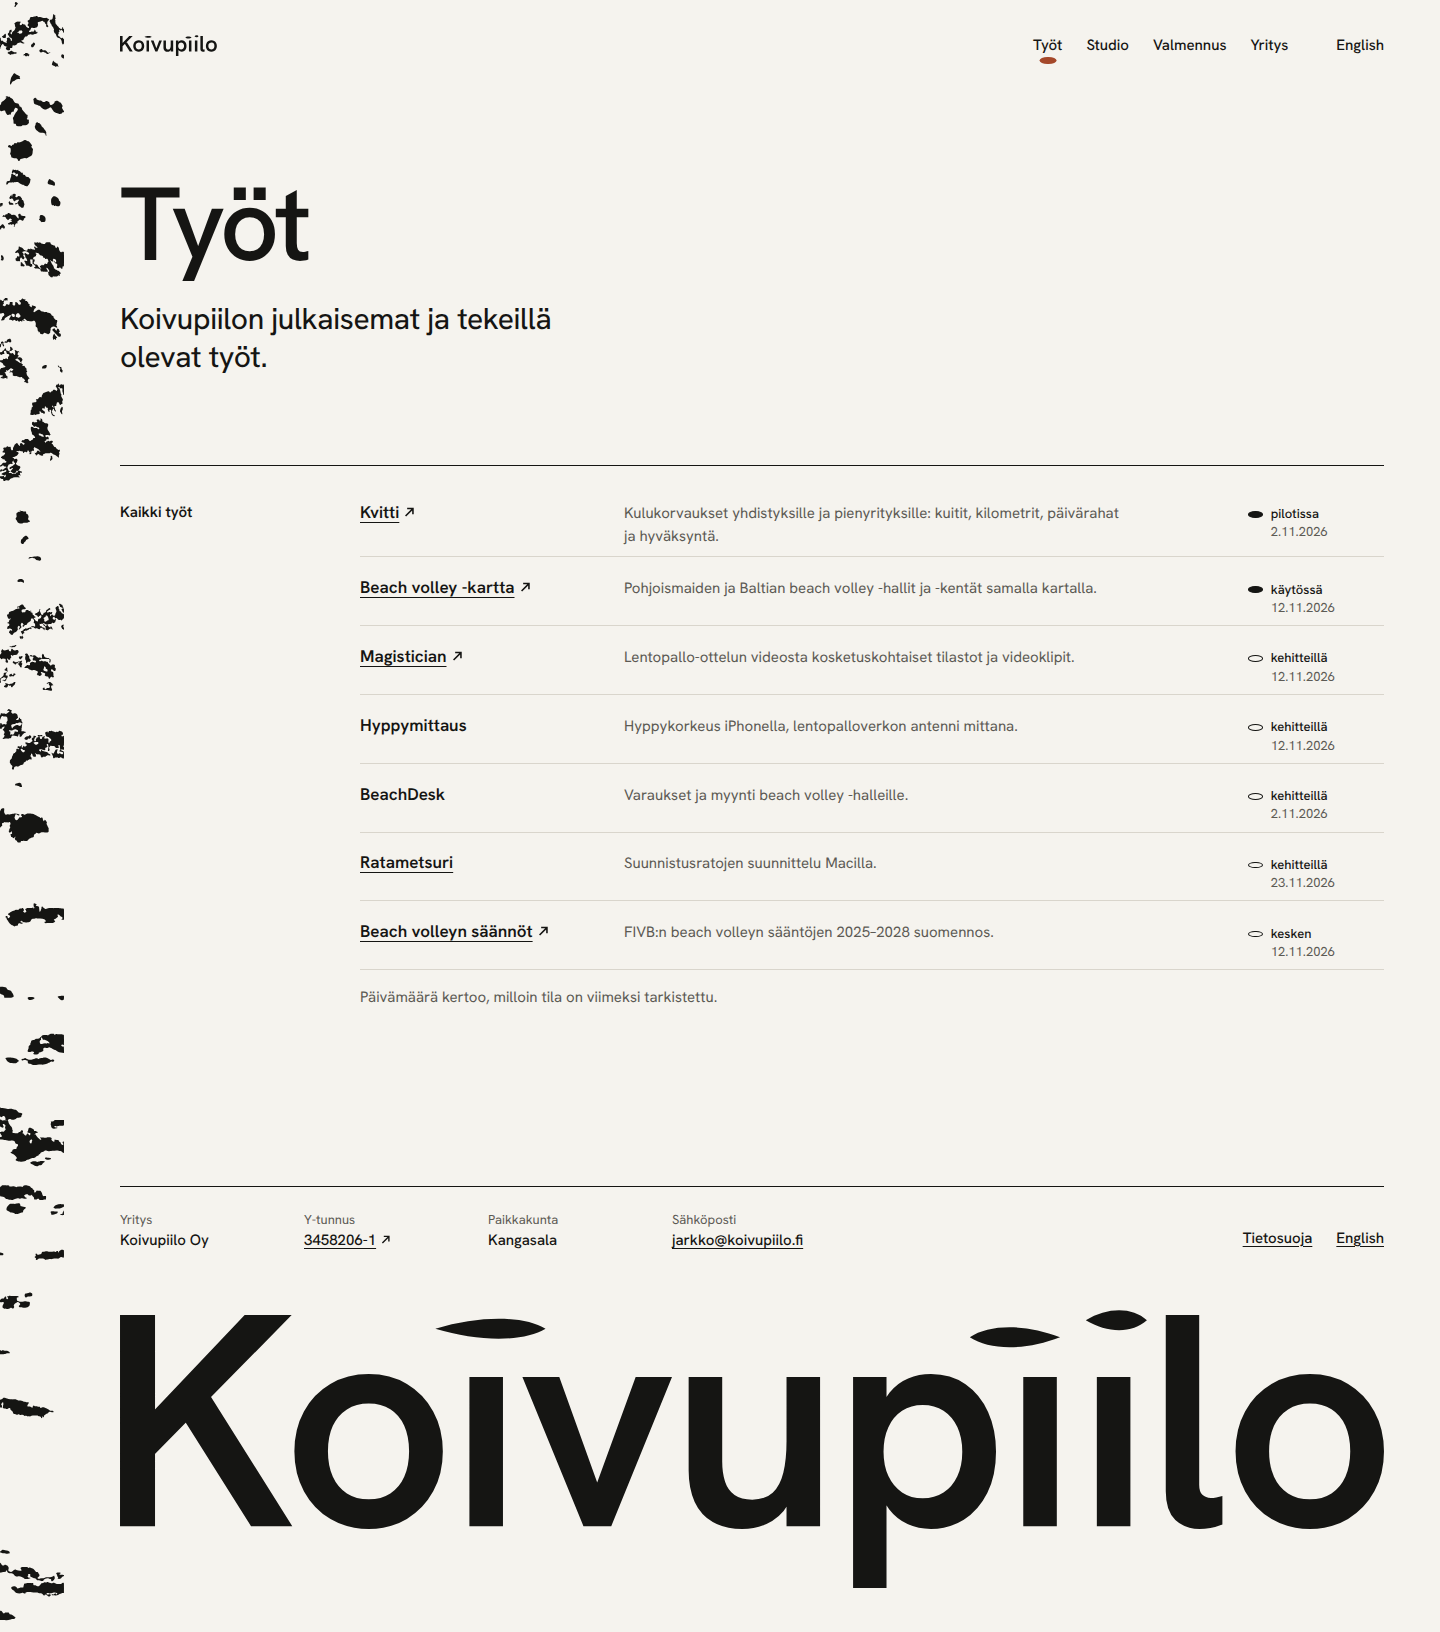 Koivupiilo
Työt
Studio
Valmennus
Yritys
English
Työt
Koivupiilon julkaisemat ja tekeillä
olevat työt.
Kaikki työt
Kvitti ↗
Kulukorvaukset yhdistyksille ja pienyrityksille: kuitit, kilometrit, päivärahat
ja hyväksyntä.
pilotissa
2.11.2026
Beach volley -kartta ↗
Pohjoismaiden ja Baltian beach volley -hallit ja -kentät samalla kartalla.
käytössä
12.11.2026
Magistician ↗
Lentopallo-ottelun videosta kosketuskohtaiset tilastot ja videoklipit.
kehitteillä
12.11.2026
Hyppymittaus
Hyppykorkeus iPhonella, lentopalloverkon antenni mittana.
kehitteillä
12.11.2026
BeachDesk
Varaukset ja myynti beach volley -halleille.
kehitteillä
2.11.2026
Ratametsuri
Suunnistusratojen suunnittelu Macilla.
kehitteillä
23.11.2026
Beach volleyn säännöt ↗
FIVB:n beach volleyn sääntöjen 2025–2028 suomennos.
kesken
12.11.2026
Päivämäärä kertoo, milloin tila on viimeksi tarkistettu.
Yritys
Koivupiilo Oy
Y-tunnus
3458206-1 ↗
Paikkakunta
Kangasala
Sähköposti
jarkko@koivupiilo.fi
Tietosuoja
English
Koivupiilo